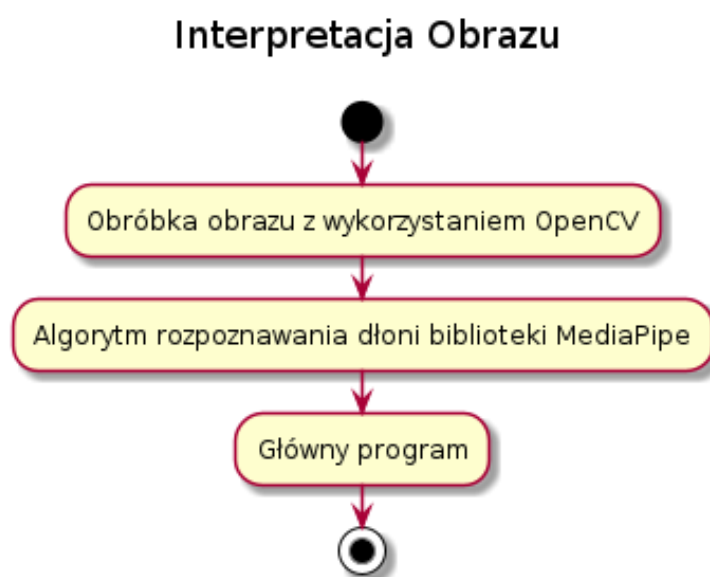 Interpretacja Obrazu
Obróbka obrazu z wykorzystaniem OpenCV
Algorytm rozpoznawania dłoni biblioteki MediaPipe
Główny program